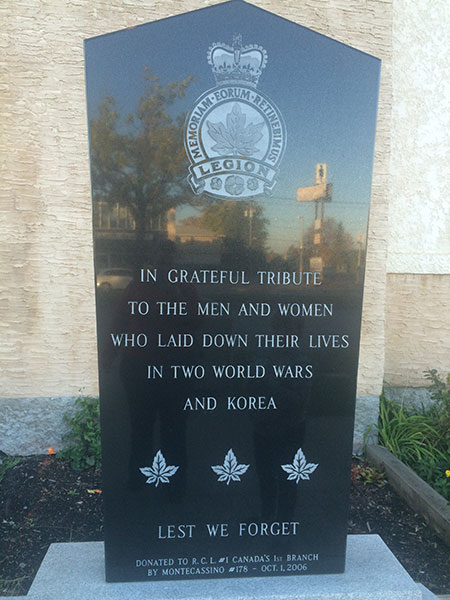 MEMORIAM·EORUM·RETINEBIMUS
LEGION
IN GRATEFUL TRIBUTE
TO THE MEN AND WOMEN
WHO LAID DOWN THEIR LIVES
IN TWO WORLD WARS
AND KOREA
LEST WE FORGET
DONATED TO R.C.L. #1 CANADA'S 1st BRANCH
BY MONTECASSINO #178 - OCT. 1, 2006